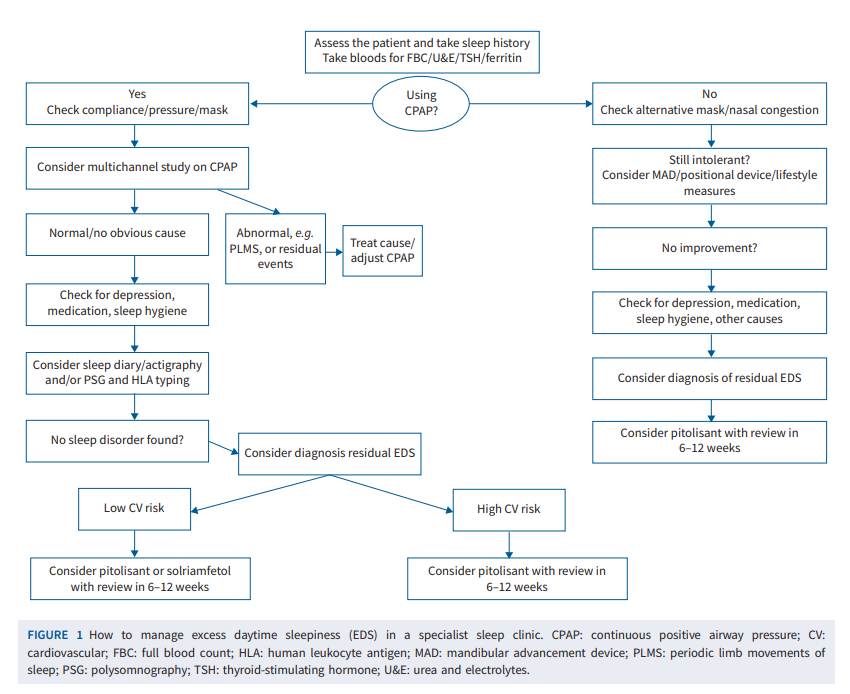 Assess the patient and take sleep history
Take bloods for FBC/U&E/TSH/ferritin
Using
CPAP?
Yes
Check compliance/pressure/mask
Consider multichannel study on CPAP
Normal/no obvious cause
Abnormal, e.g.
PLMS, or residual
events
Treat cause/
adjust CPAP
Check for depression,
medication, sleep hygiene
Consider sleep diary/actigraphy
and/or PSG and HLA typing
No sleep disorder found?
Consider diagnosis residual EDS
Low CV risk
Consider pitolisant or solriamfetol
with review in 6–12 weeks
High CV risk
Consider pitolisant with review in
6–12 weeks
No
Check alternative mask/nasal congestion
Still intolerant?
Consider MAD/positional device/lifestyle
measures
No improvement?
Check for depression, medication,
sleep hygiene, other causes
Consider diagnosis of residual EDS
Consider pitolisant with review in
6–12 weeks
FIGURE 1 How to manage excess daytime sleepiness (EDS) in a specialist sleep clinic. CPAP: continuous positive airway pressure; CV:
cardiovascular; FBC: full blood count; HLA: human leukocyte antigen; MAD: mandibular advancement device; PLMS: periodic limb movements of
sleep; PSG: polysomnography; TSH: thyroid-stimulating hormone; U&E: urea and electrolytes.